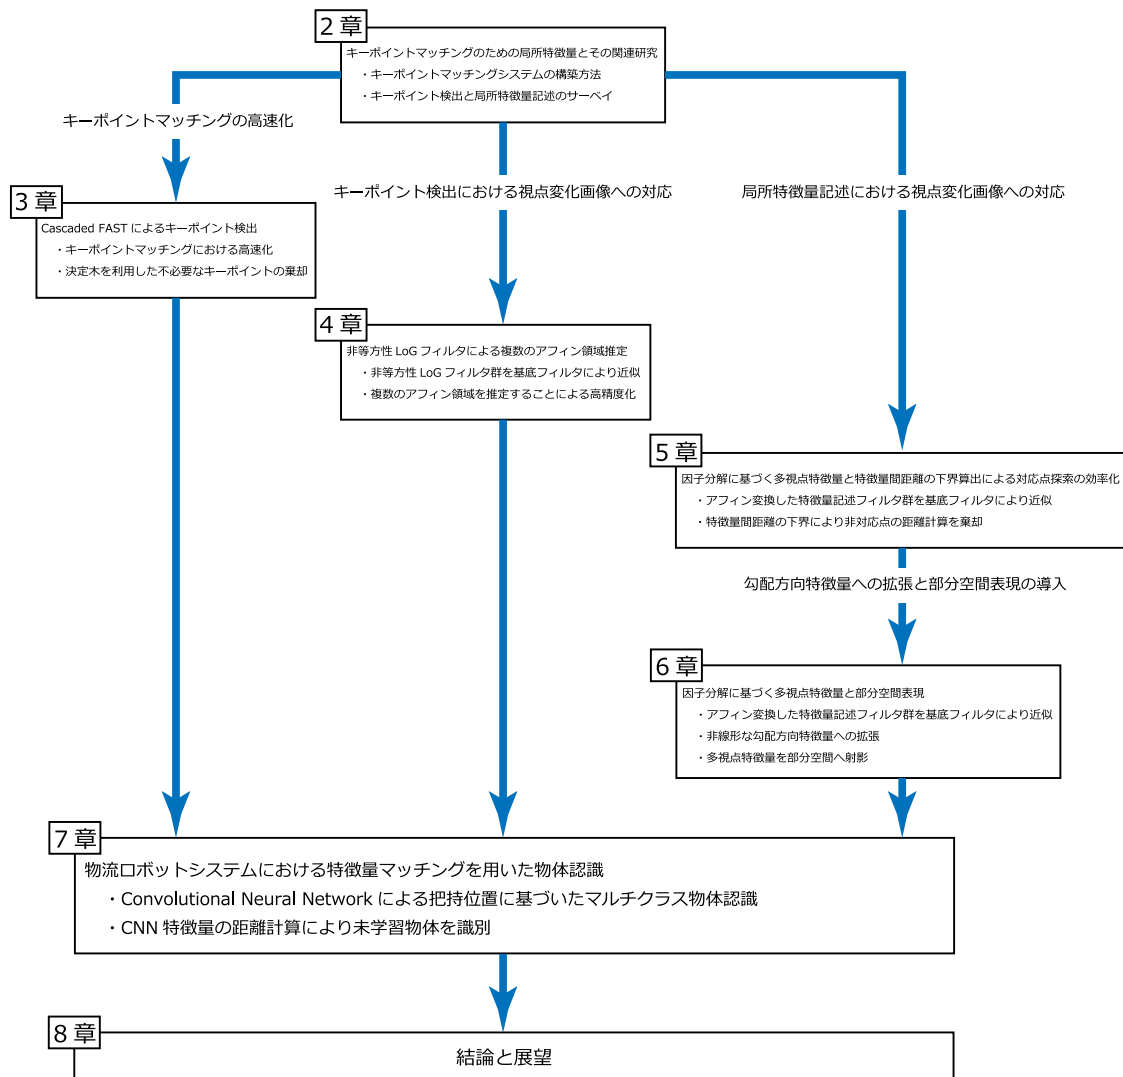 2 章
キーポイントマッチングのための局所特徴量とその関連研究
・キーポイントマッチングシステムの構築方法
・キーポイント検出と局所特徴量記述のサーベイ
キーポイントマッチングの高速化
キーポイント検出における視点変化画像への対応
局所特徴量記述における視点変化画像への対応
3 章
Cascaded FAST によるキーポイント検出
・キーポイントマッチングにおける高速化
・決定木を利用した不必要なキーポイントの棄却
4 章
非等方性 LoG フィルタによる複数のアフィン領域推定
・非等方性 LoG フィルタ群を基底フィルタにより近似
・複数のアフィン領域を推定することによる高精度化
5 章
因子分解に基づく多視点特徴量と特徴量間距離の下界算出による対応点探索の効率化
・アフィン変換した特徴量記述フィルタ群を基底フィルタにより近似
・特徴量間距離の下界により非対応点の距離計算を棄却
勾配方向特徴量への拡張と部分空間表現の導入
6 章
因子分解に基づく多視点特徴量と部分空間表現
・アフィン変換した特徴量記述フィルタ群を基底フィルタにより近似
・非線形な勾配方向特徴量への拡張
・多視点特徴量を部分空間へ射影
7 章
物流ロボットシステムにおける特徴量マッチングを用いた物体認識
・Convolutional Neural Network による把持位置に基づいたマルチクラス物体認識
・CNN 特徴量の距離計算により未学習物体を識別
8 章
結論と展望